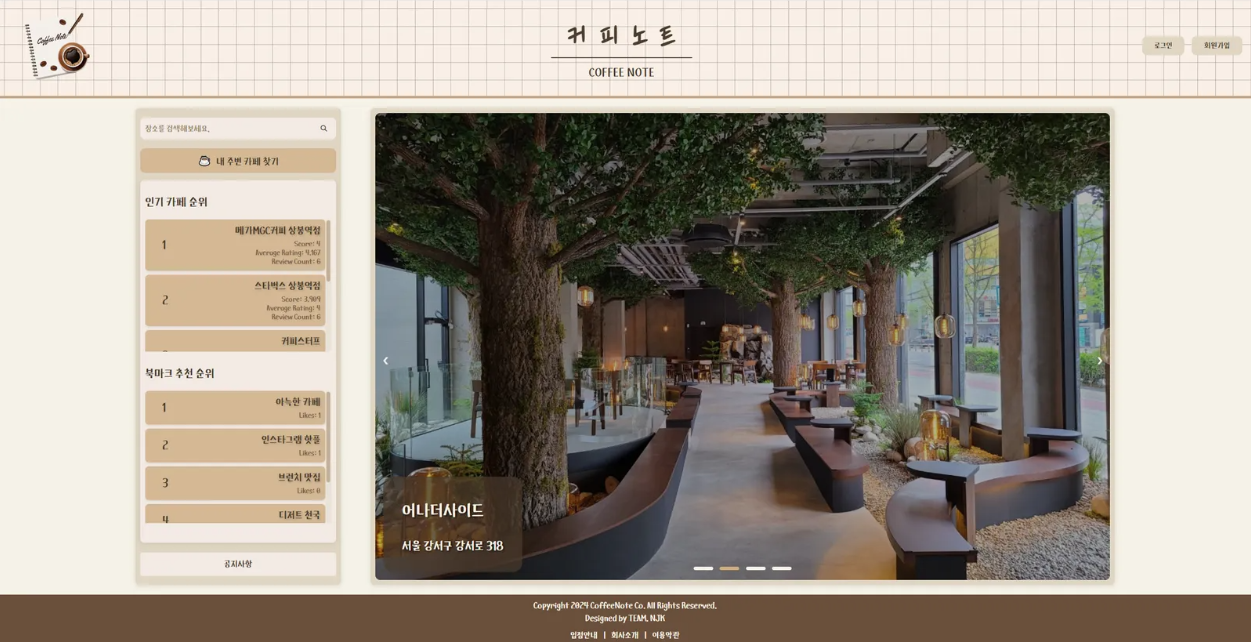 Coffee Note
커피노트
COFFEE NOTE
로그인
회원가입
장소를 검색해보세요.
내 주변 카페 찾기
인기 카페 순위
1
메가MGC커피 상봉역점
Score: 4
Average Rating: 4.167
Review Count: 6
2
스타벅스 상봉역점
Score: 3.909
Average Rating: 4
Review Count: 6
커피스터프
북마크 추천 순위
1
아늑한 카페
Likes: 1
2
인스타그램 핫플
Likes: 1
3
브런치 맛집
Likes: 0
4
디저트 천국
공지사항
어나더사이드
서울 강서구 강서로 318
Copyright 2024 CoffeeNote Co. All Rights Reserved.
Designed by TEAM. NJK
입점안내 | 회사소개 | 이용약관